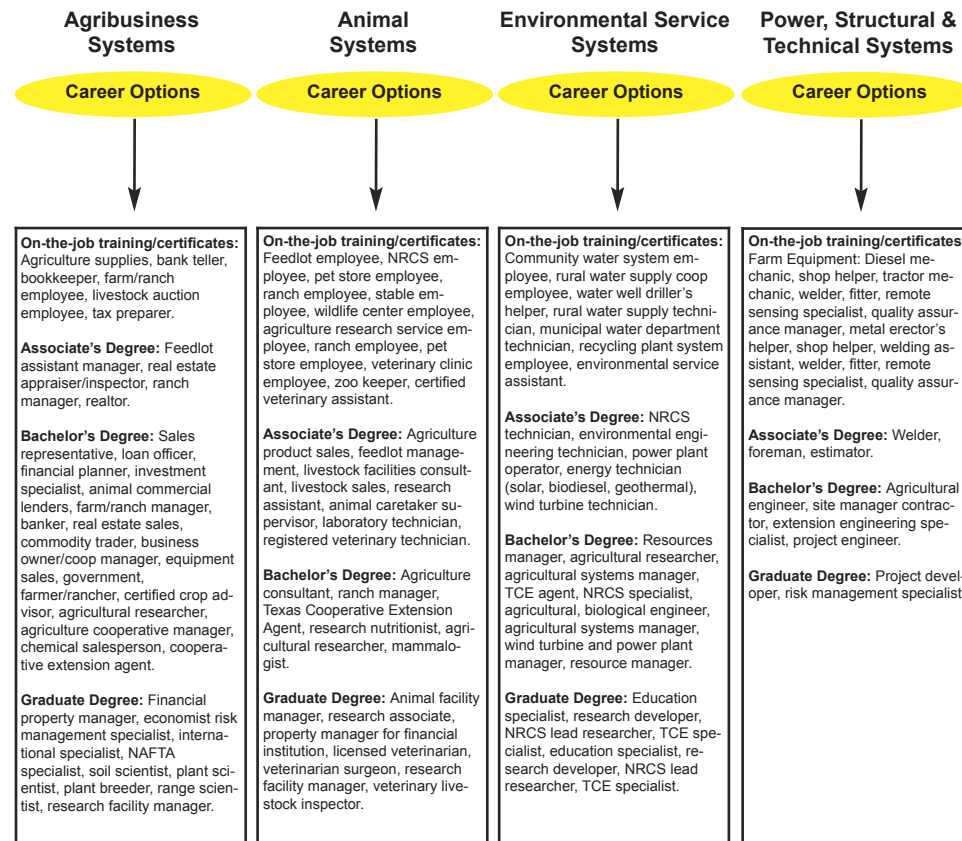 Agribusiness
Systems
Career Options
On-the-job training/certificates:
Agriculture supplies, bank teller,
bookkeeper, farm/ranch
employee, livestock auction
employee, tax preparer.
Associate's Degree: Feedlot
assistant manager, real estate
appraiser/inspector, ranch
manager, realtor.
Bachelor's Degree: Sales
representative, loan officer,
financial planner, investment
specialist, animal commercial
lenders, farm/ranch manager,
banker, real estate sales,
commodity trader, business
owner/coop manager, equipment
sales, government,
farmer/rancher, certified crop ad-
visor, agricultural researcher,
agriculture cooperative manager,
chemical salesperson, coopera-
tive extension agent.
Graduate Degree: Financial
property manager, economist risk
management specialist, interna-
tional specialist, NAFTA
specialist, soil scientist, plant sci-
entist, plant breeder, range scien-
tist, research facility manager.
Animal
Systems
Career Options
On-the-job training/certificates:
Feedlot employee, NRCS em-
ployee, pet store employee,
ranch employee, stable em-
ployee, wildlife center employee,
agriculture research service em-
ployee, ranch employee, pet
store employee, veterinary clinic
employee, zoo keeper, certified
veterinary assistant.
Associate's Degree: Agriculture
product sales, feedlot manage-
ment, livestock facilities consult-
ant, livestock sales, research
assistant, animal caretaker su-
pervisor, laboratory technician,
registered veterinary technician.
Bachelor's Degree: Agriculture
consultant, ranch manager,
Texas Cooperative Extension
Agent, research nutritionist, agri-
cultural researcher, mammalo-
gist.
Graduate Degree: Animal facility
manager, research associate,
property manager for financial
institution, licensed veterinarian,
veterinarian surgeon, research
facility manager, veterinary live-
stock inspector.
Environmental Service
Systems
Career Options
On-the-job training/certificates:
Community water system em-
ployee, rural water supply coop
employee, water well driller's
helper, rural water supply techni-
cian, municipal water department
technician, recycling plant system
employee, environmental service
assistant.
Associate's Degree: NRCS
technician, environmental engi-
neering technician, power plant
operator, energy technician
(solar, biodiesel, geothermal),
wind turbine technician.
Bachelor's Degree: Resources
manager, agricultural researcher,
agricultural systems manager,
TCE agent, NRCS specialist,
agricultural, biological engineer,
agricultural systems manager,
wind turbine and power plant
manager, resource manager.
Graduate Degree: Education
specialist, research developer,
NRCS lead researcher, TCE spe-
cialist, education specialist, re-
search developer, NRCS lead
researcher, TCE specialist.
Power, Structural &
Technical Systems
Career Options
On-the-job training/certificates
Farm Equipment: Diesel me-
chanic, shop helper, tractor me-
chanic, welder, fitter, remote
sensing specialist, quality assur-
ance manager, metal erector's
helper, shop helper, welding as-
sistant, welder, fitter, remote
sensing specialist, quality assur-
ance manager.
Associate's Degree: Welder,
foreman, estimator.
Bachelor's Degree: Agricultural
engineer, site manager contrac-
tor, extension engineering spe-
cialist, project engineer.
Graduate Degree: Project devel-
oper, risk management specialist